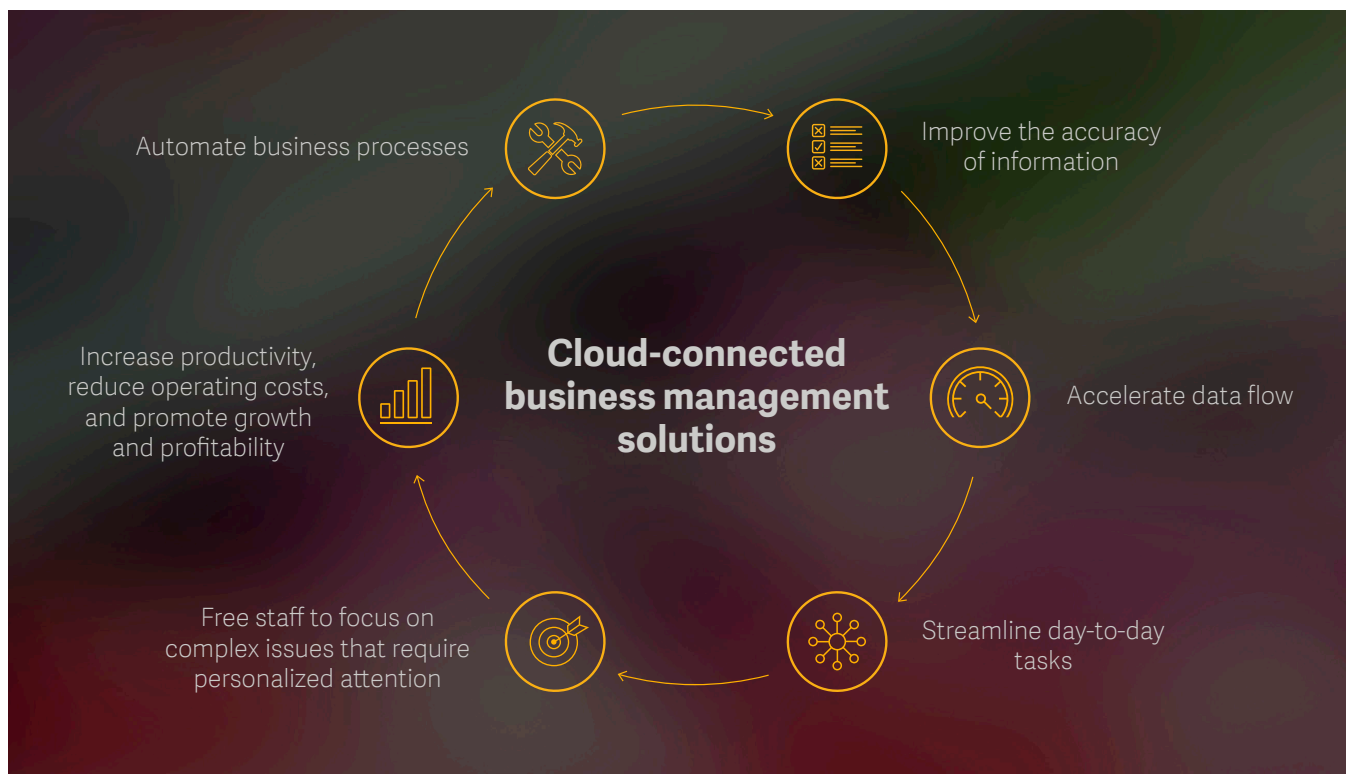 Automate business processes
Improve the accuracy
of information
Cloud-connected
business management
solutions
Increase productivity,
reduce operating costs,
and promote growth
and profitability
Accelerate data flow
Free staff to focus on
complex issues that require
personalized attention
Streamline day-to-day
tasks